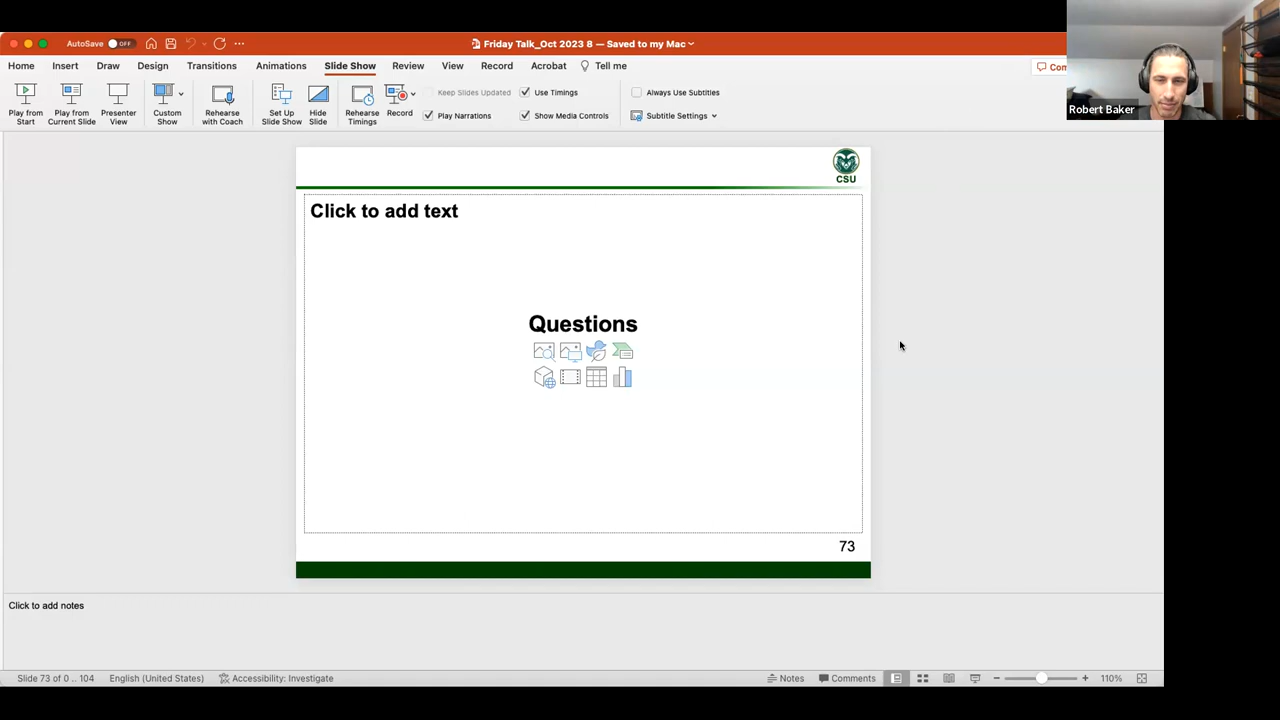 AutoSave OFF
Friday_Talk_Oct 2023 8 — Saved to my Mac
Home Insert Draw Design Transitions Animations Slide Show Review View Record Acrobat Tell me
Com
Play from Start
Play from Current Slide
Presenter View
Custom Show
Rehearse with Coach
Set Up Slide Show
Hide Slide
Rehearse Timings
Record
Keep Slides Updated
Use Timings
Play Narrations
Show Media Controls
Always Use Subtitles
Subtitle Settings
Robert Baker
CSU
Click to add text
Questions
73
Click to add notes
Slide 73 of 0 .. 104 English (United States) Accessibility: Investigate Notes Comments 110%